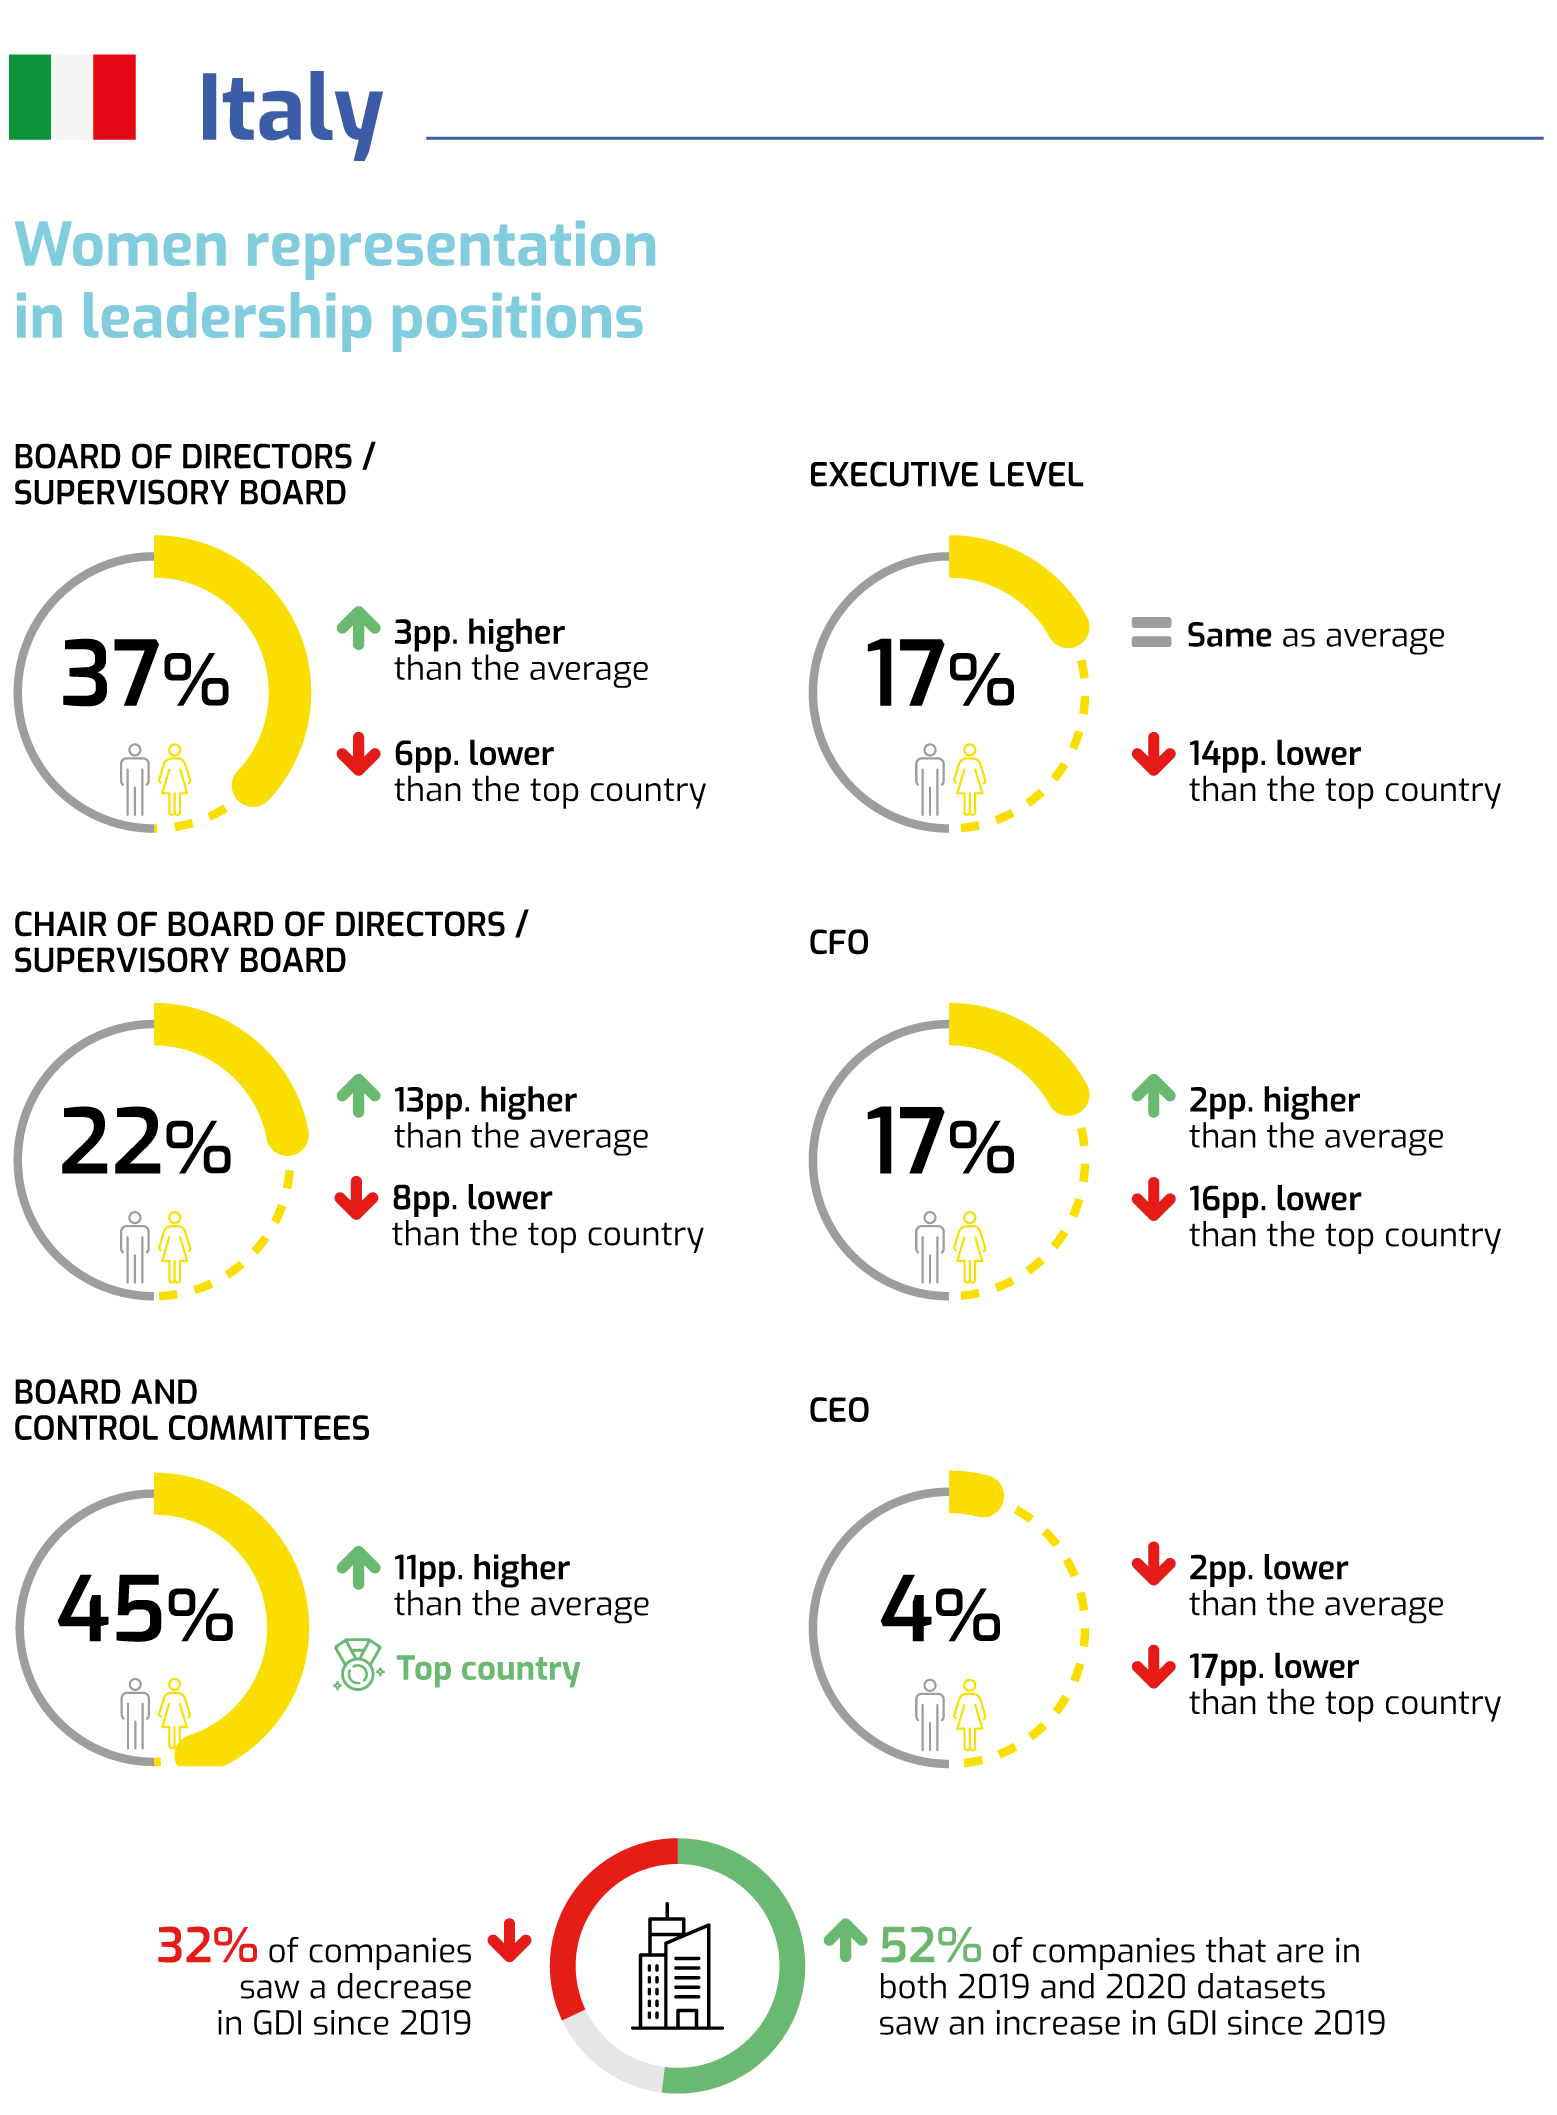 Italy
Women representation
in leadership positions
BOARD OF DIRECTORS /
SUPERVISORY BOARD
37%
3pp. higher
than the average
6pp. lower
than the top country
EXECUTIVE LEVEL
17%
Same as average
14pp. lower
than the top country
CHAIR OF BOARD OF DIRECTORS /
SUPERVISORY BOARD
22%
13pp. higher
than the average
8pp. lower
than the top country
CFO
17%
2pp. higher
than the average
16pp. lower
than the top country
BOARD AND
CONTROL COMMITTEES
45%
11pp. higher
than the average
Top country
CEO
4%
2pp. lower
than the average
17pp. lower
than the top country
32% of companies
saw a decrease
in GDI since 2019
52% of companies that are in
both 2019 and 2020 datasets
saw an increase in GDI since 2019